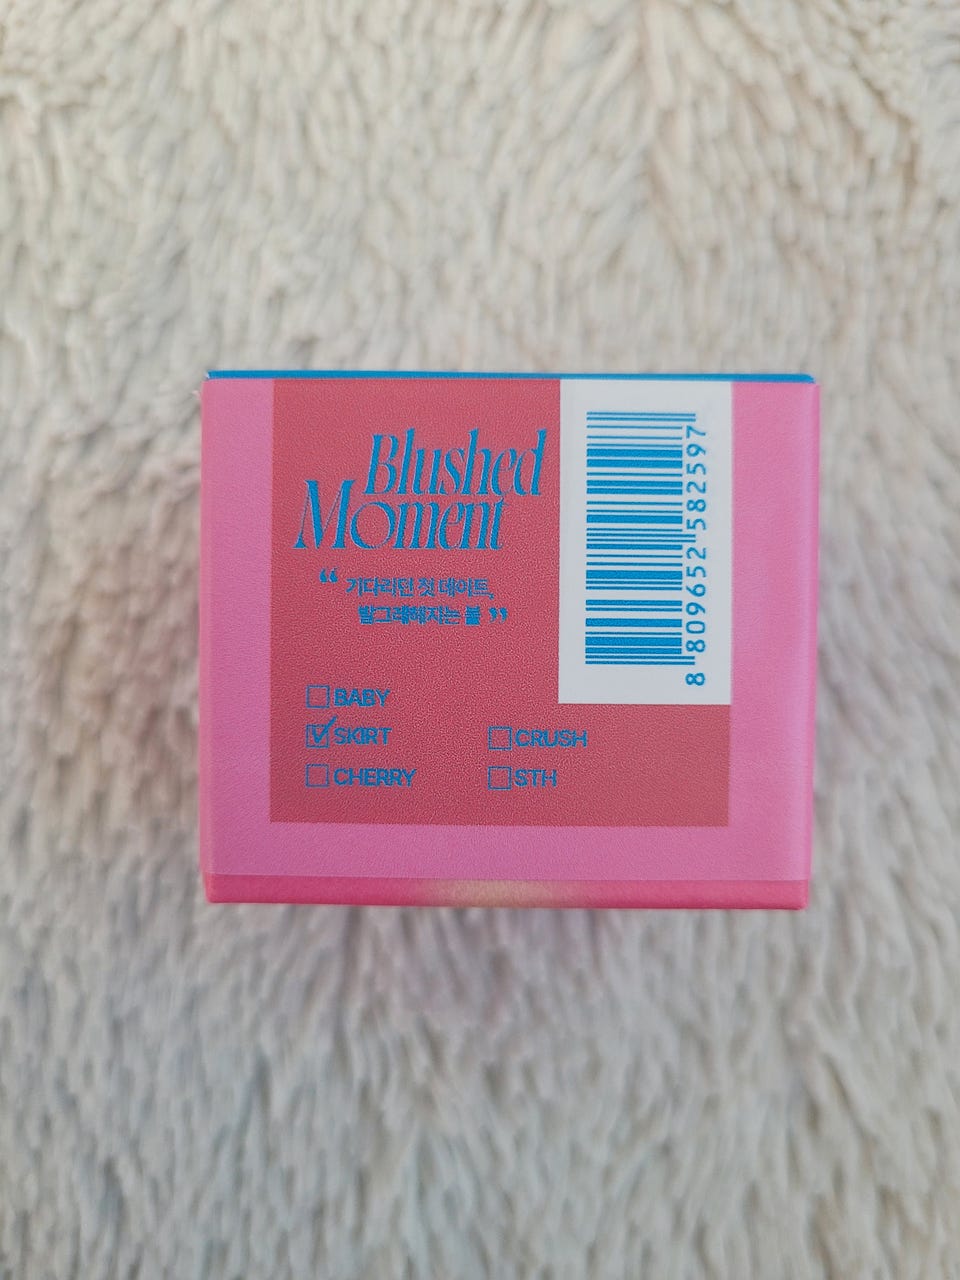 Blushed
Moment
“ 기다리던 첫 데이트,
발그레해지는 볼 ”
BABY
SKIRT
CHERRY
CRUSH
STH
8 809652 582597